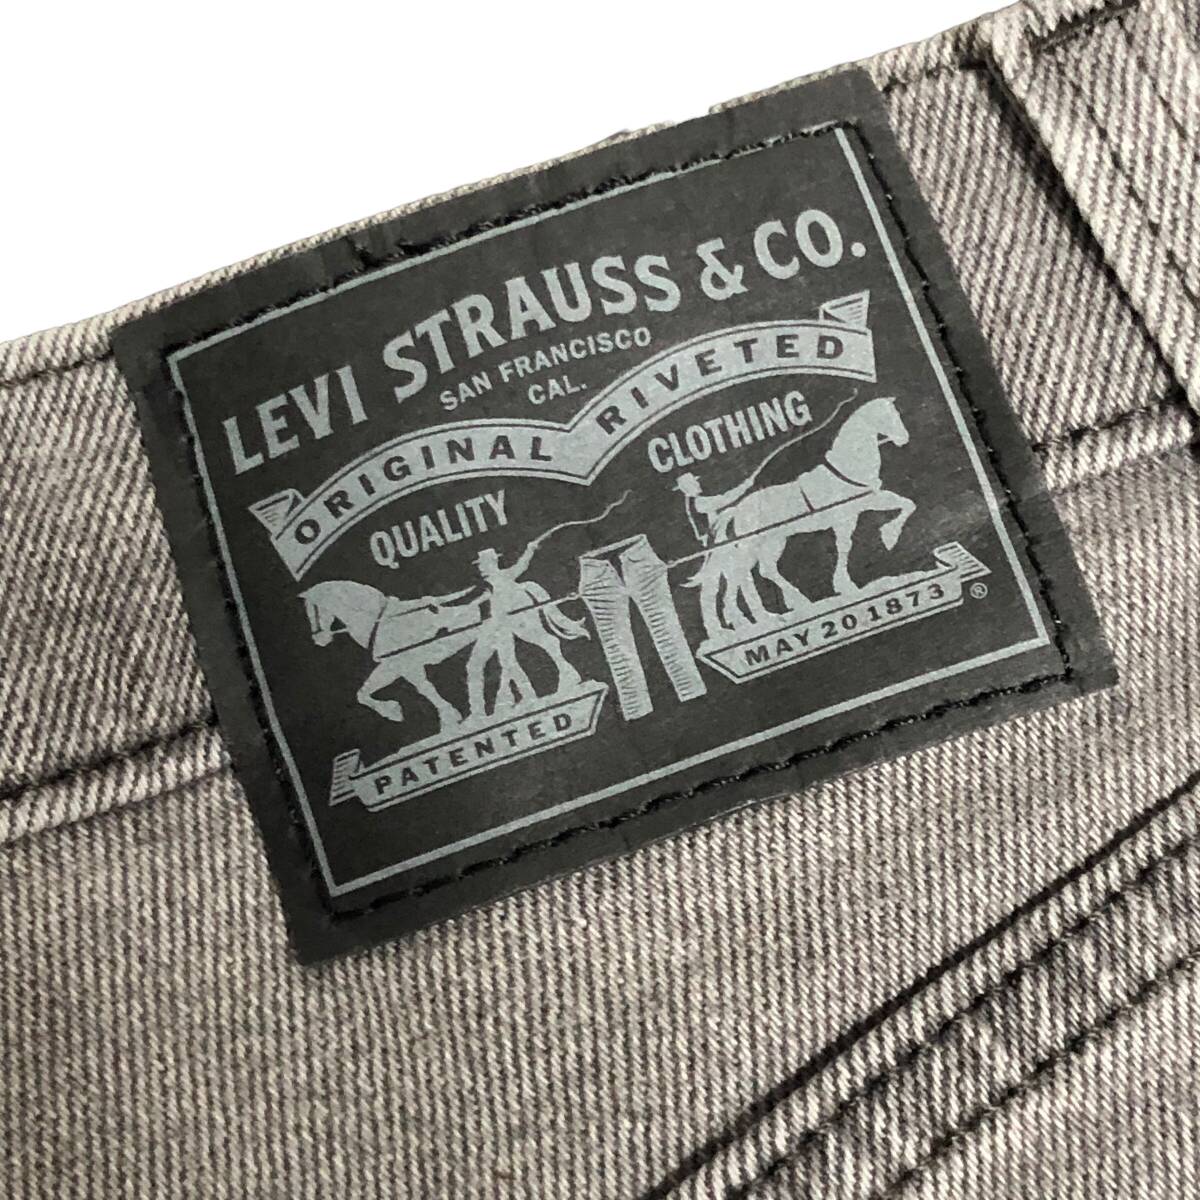 LEVI STRAUSS & CO.
SAN FRANCISCO
CAL.
ORIGINAL RIVETED
QUALITY CLOTHING
PATENTED MAY 20 1873 ®